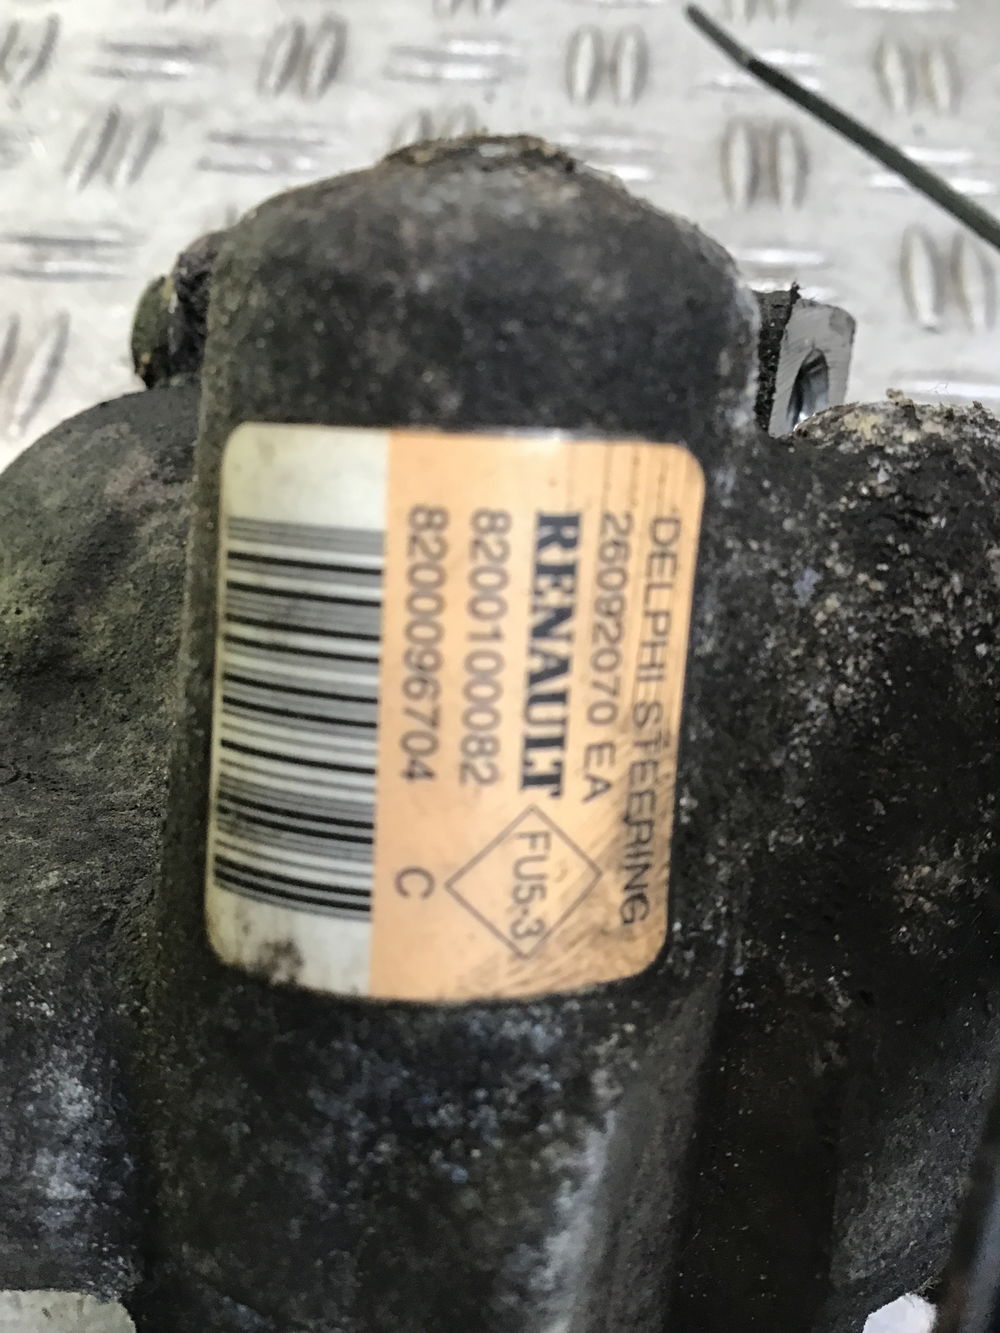 DELPHI STEERING
26092070 EA
RENAULT
FU5.3
8200100082
8200096704 C